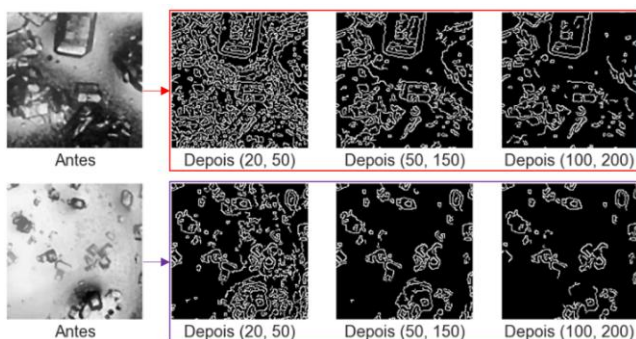 Antes
Depois (20, 50)
Depois (50, 150)
Depois (100, 200)
Antes
Depois (20, 50)
Depois (50, 150)
Depois (100, 200)